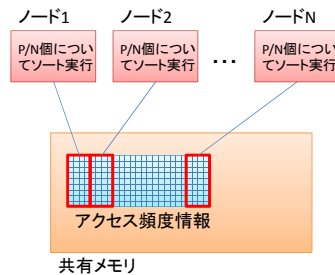 ノード1
ノード2
ノードN
P/N個につい
てソート実行
P/N個につい
てソート実行
...
P/N個につい
てソート実行
アクセス頻度情報
共有メモリ